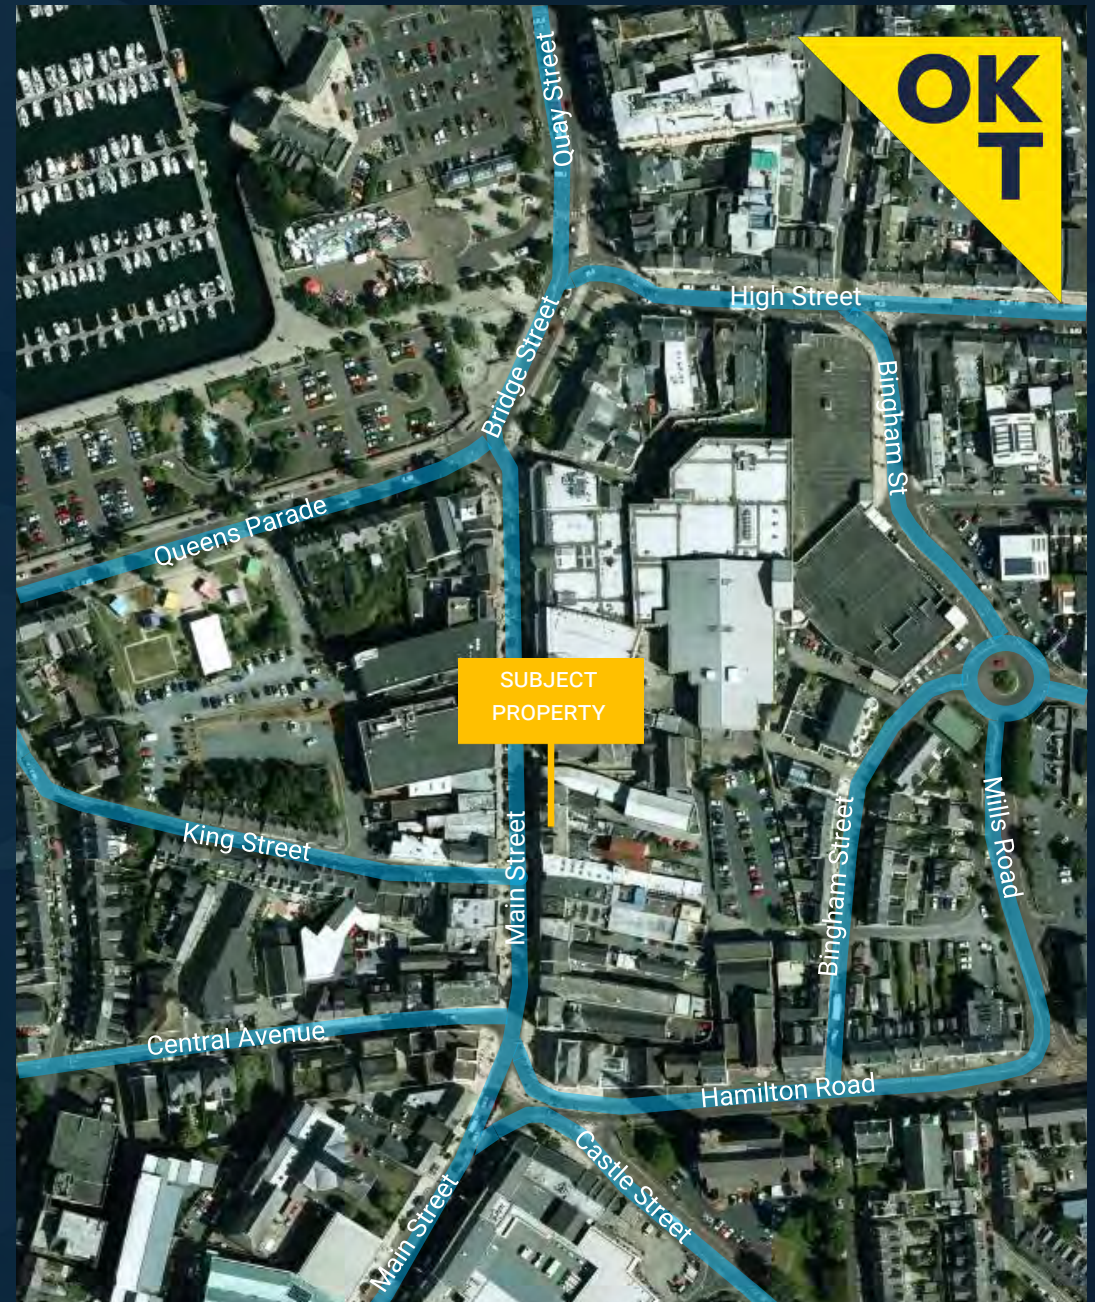 Quay Street
OK
T
High Street
Bridge Street
Bingham St
Queens Parade
SUBJECT
PROPERTY
Main Street
King Street
Bingham Street
Mills Road
Central Avenue
Hamilton Road
Castle Street
Main Street